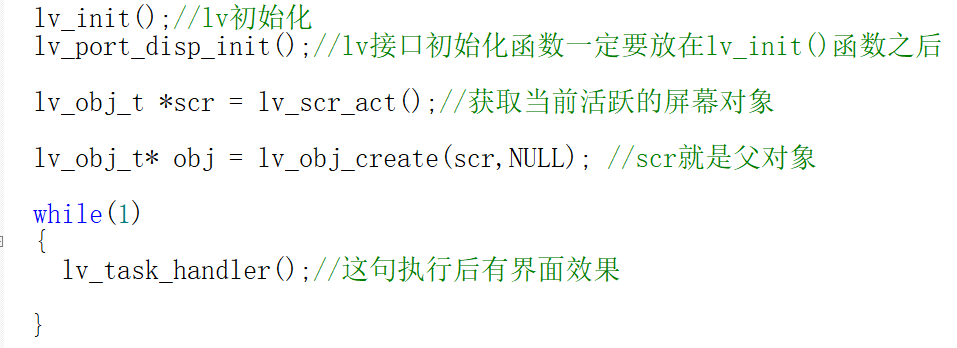 lv_init();//lv初始化
lv_port_disp_init();//lv接口初始化函数一定要放在lv_init()函数之后
lv_obj_t *scr = lv_scr_act();//获取当前活跃的屏幕对象
lv_obj_t* obj = lv_obj_create(scr,NULL); //scr就是父对象
while(1)
{
lv_task_handler();//这句执行后有界面效果
}